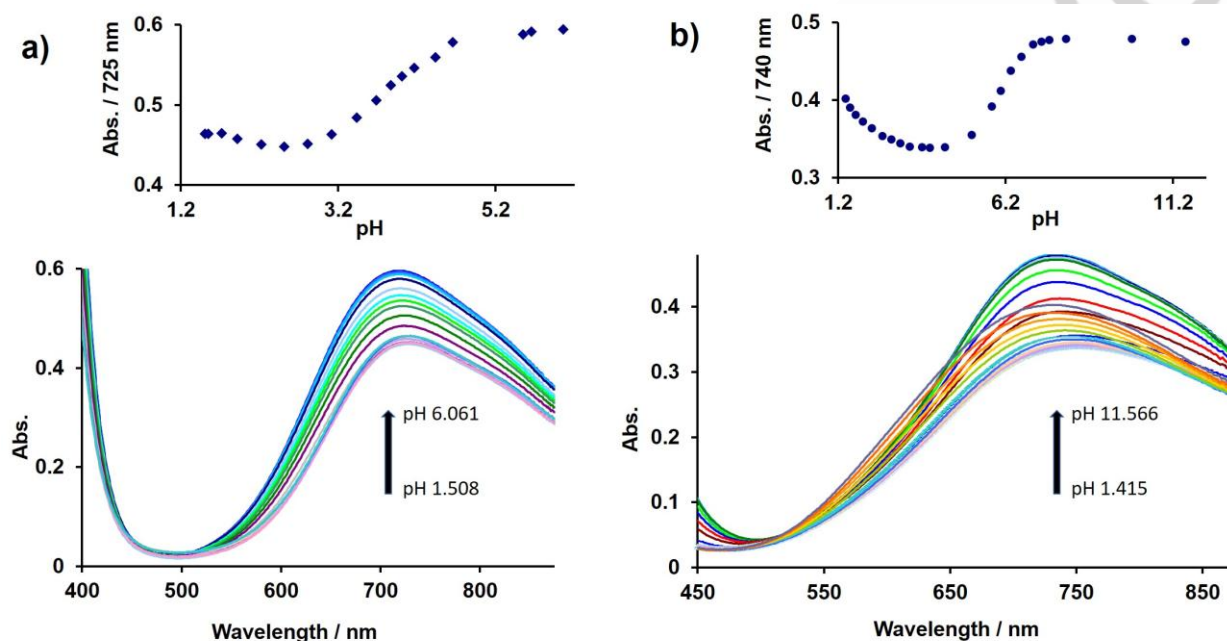 a)
Abs. / 725 nm
0.6
0.5
0.4
1.2
3.2
5.2
pH
Abs.
0.6
0.4
0.2
0
pH 6.061
pH 1.508
400
500
600
700
800
Wavelength / nm
b)
Abs. / 740 nm
0.5
0.4
0.3
1.2
6.2
11.2
pH
Abs.
0.4
0.3
0.2
0.1
0
pH 11.566
pH 1.415
450
550
650
750
850
Wavelength / nm